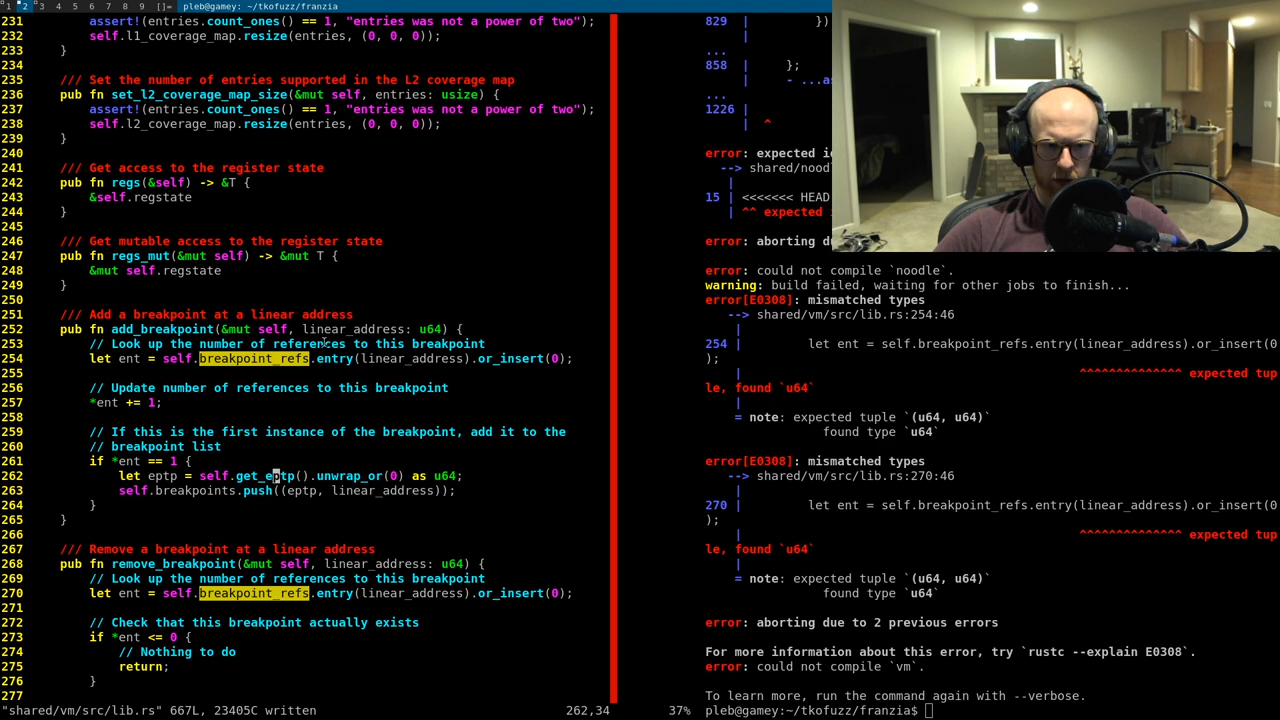 1 2 3 4 5 6 7 8 9 []= pleb@gamey: ~/tkofuzz/franzia
231         assert!(entries.count_ones() == 1, "entries was not a power of two");
232         self.l1_coverage_map.resize(entries, (0, 0, 0));
233     }
234
235     /// Set the number of entries supported in the L2 coverage map
236     pub fn set_l2_coverage_map_size(&mut self, entries: usize) {
237         assert!(entries.count_ones() == 1, "entries was not a power of two");
238         self.l2_coverage_map.resize(entries, (0, 0, 0));
239     }
240
241     /// Get access to the register state
242     pub fn regs(&self) -> &T {
243         &self.regstate
244     }
245
246     /// Get mutable access to the register state
247     pub fn regs_mut(&mut self) -> &mut T {
248         &mut self.regstate
249     }
250
251     /// Add a breakpoint at a linear address
252     pub fn add_breakpoint(&mut self, linear_address: u64) {
253         // Look up the number of references to this breakpoint
254         let ent = self.breakpoint_refs.entry(linear_address).or_insert(0);
255
256         // Update number of references to this breakpoint
257         *ent += 1;
258
259         // If this is the first instance of the breakpoint, add it to the
260         // breakpoint list
261         if *ent == 1 {
262             let eptp = self.get_eptp().unwrap_or(0) as u64;
263             self.breakpoints.push((eptp, linear_address));
264         }
265     }
266
267     /// Remove a breakpoint at a linear address
268     pub fn remove_breakpoint(&mut self, linear_address: u64) {
269         // Look up the number of references to this breakpoint
270         let ent = self.breakpoint_refs.entry(linear_address).or_insert(0);
271
272         // Check that this breakpoint actually exists
273         if *ent <= 0 {
274             // Nothing to do
275             return;
276         }
277
"shared/vm/src/lib.rs" 667L, 23405C written 262,34 37%
829 |         })
|
...
858 |     };
|     - ...as
...
1226 |
|  ^
error: expected
--> shared/nood
|
15 | <<<<<<< HEAD
| ^^ expected
error: aborting
error: could not compile `noodle`.
warning: build failed, waiting for other jobs to finish...
error[E0308]: mismatched types
--> shared/vm/src/lib.rs:254:46
|
254 |         let ent = self.breakpoint_refs.entry(linear_address).or_insert(0
);
|         ^^^^^^^^^^^^^^ expected tup
le, found `u64`
|
= note: expected tuple `(u64, u64)`
found type `u64`
error[E0308]: mismatched types
--> shared/vm/src/lib.rs:270:46
|
270 |         let ent = self.breakpoint_refs.entry(linear_address).or_insert(0
);
|         ^^^^^^^^^^^^^^ expected tup
le, found `u64`
|
= note: expected tuple `(u64, u64)`
found type `u64`
error: aborting due to 2 previous errors
For more information about this error, try `rustc --explain E0308`.
error: could not compile `vm`.
To learn more, run the command again with --verbose.
pleb@gamey:~/tkofuzz/franzia$